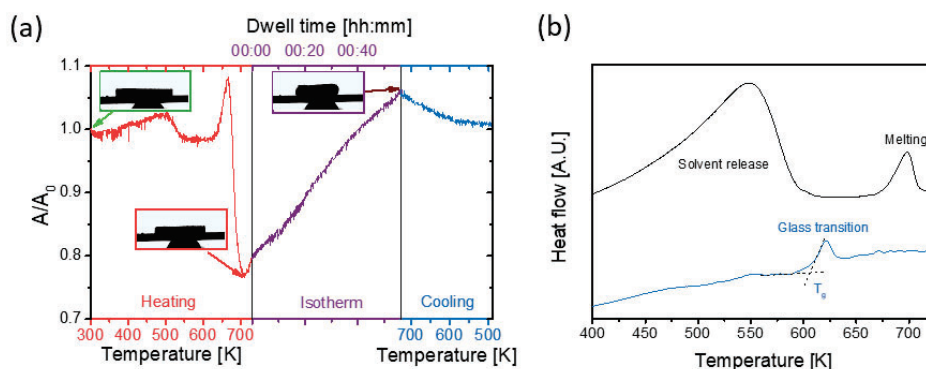 (a)
Dwell time [hh:mm]
00:00 00:20 00:40
A/A0
1.1
1.0
0.9
0.8
0.7
Heating
Isotherm
Cooling
300 400 500 600 700
700 600 500
Temperature [K]
Temperature [K]
(b)
Heat flow [A.U.]
Solvent release
Melting
Glass transition
Tg
400 450 500 550 600 650 700
Temperature [K]